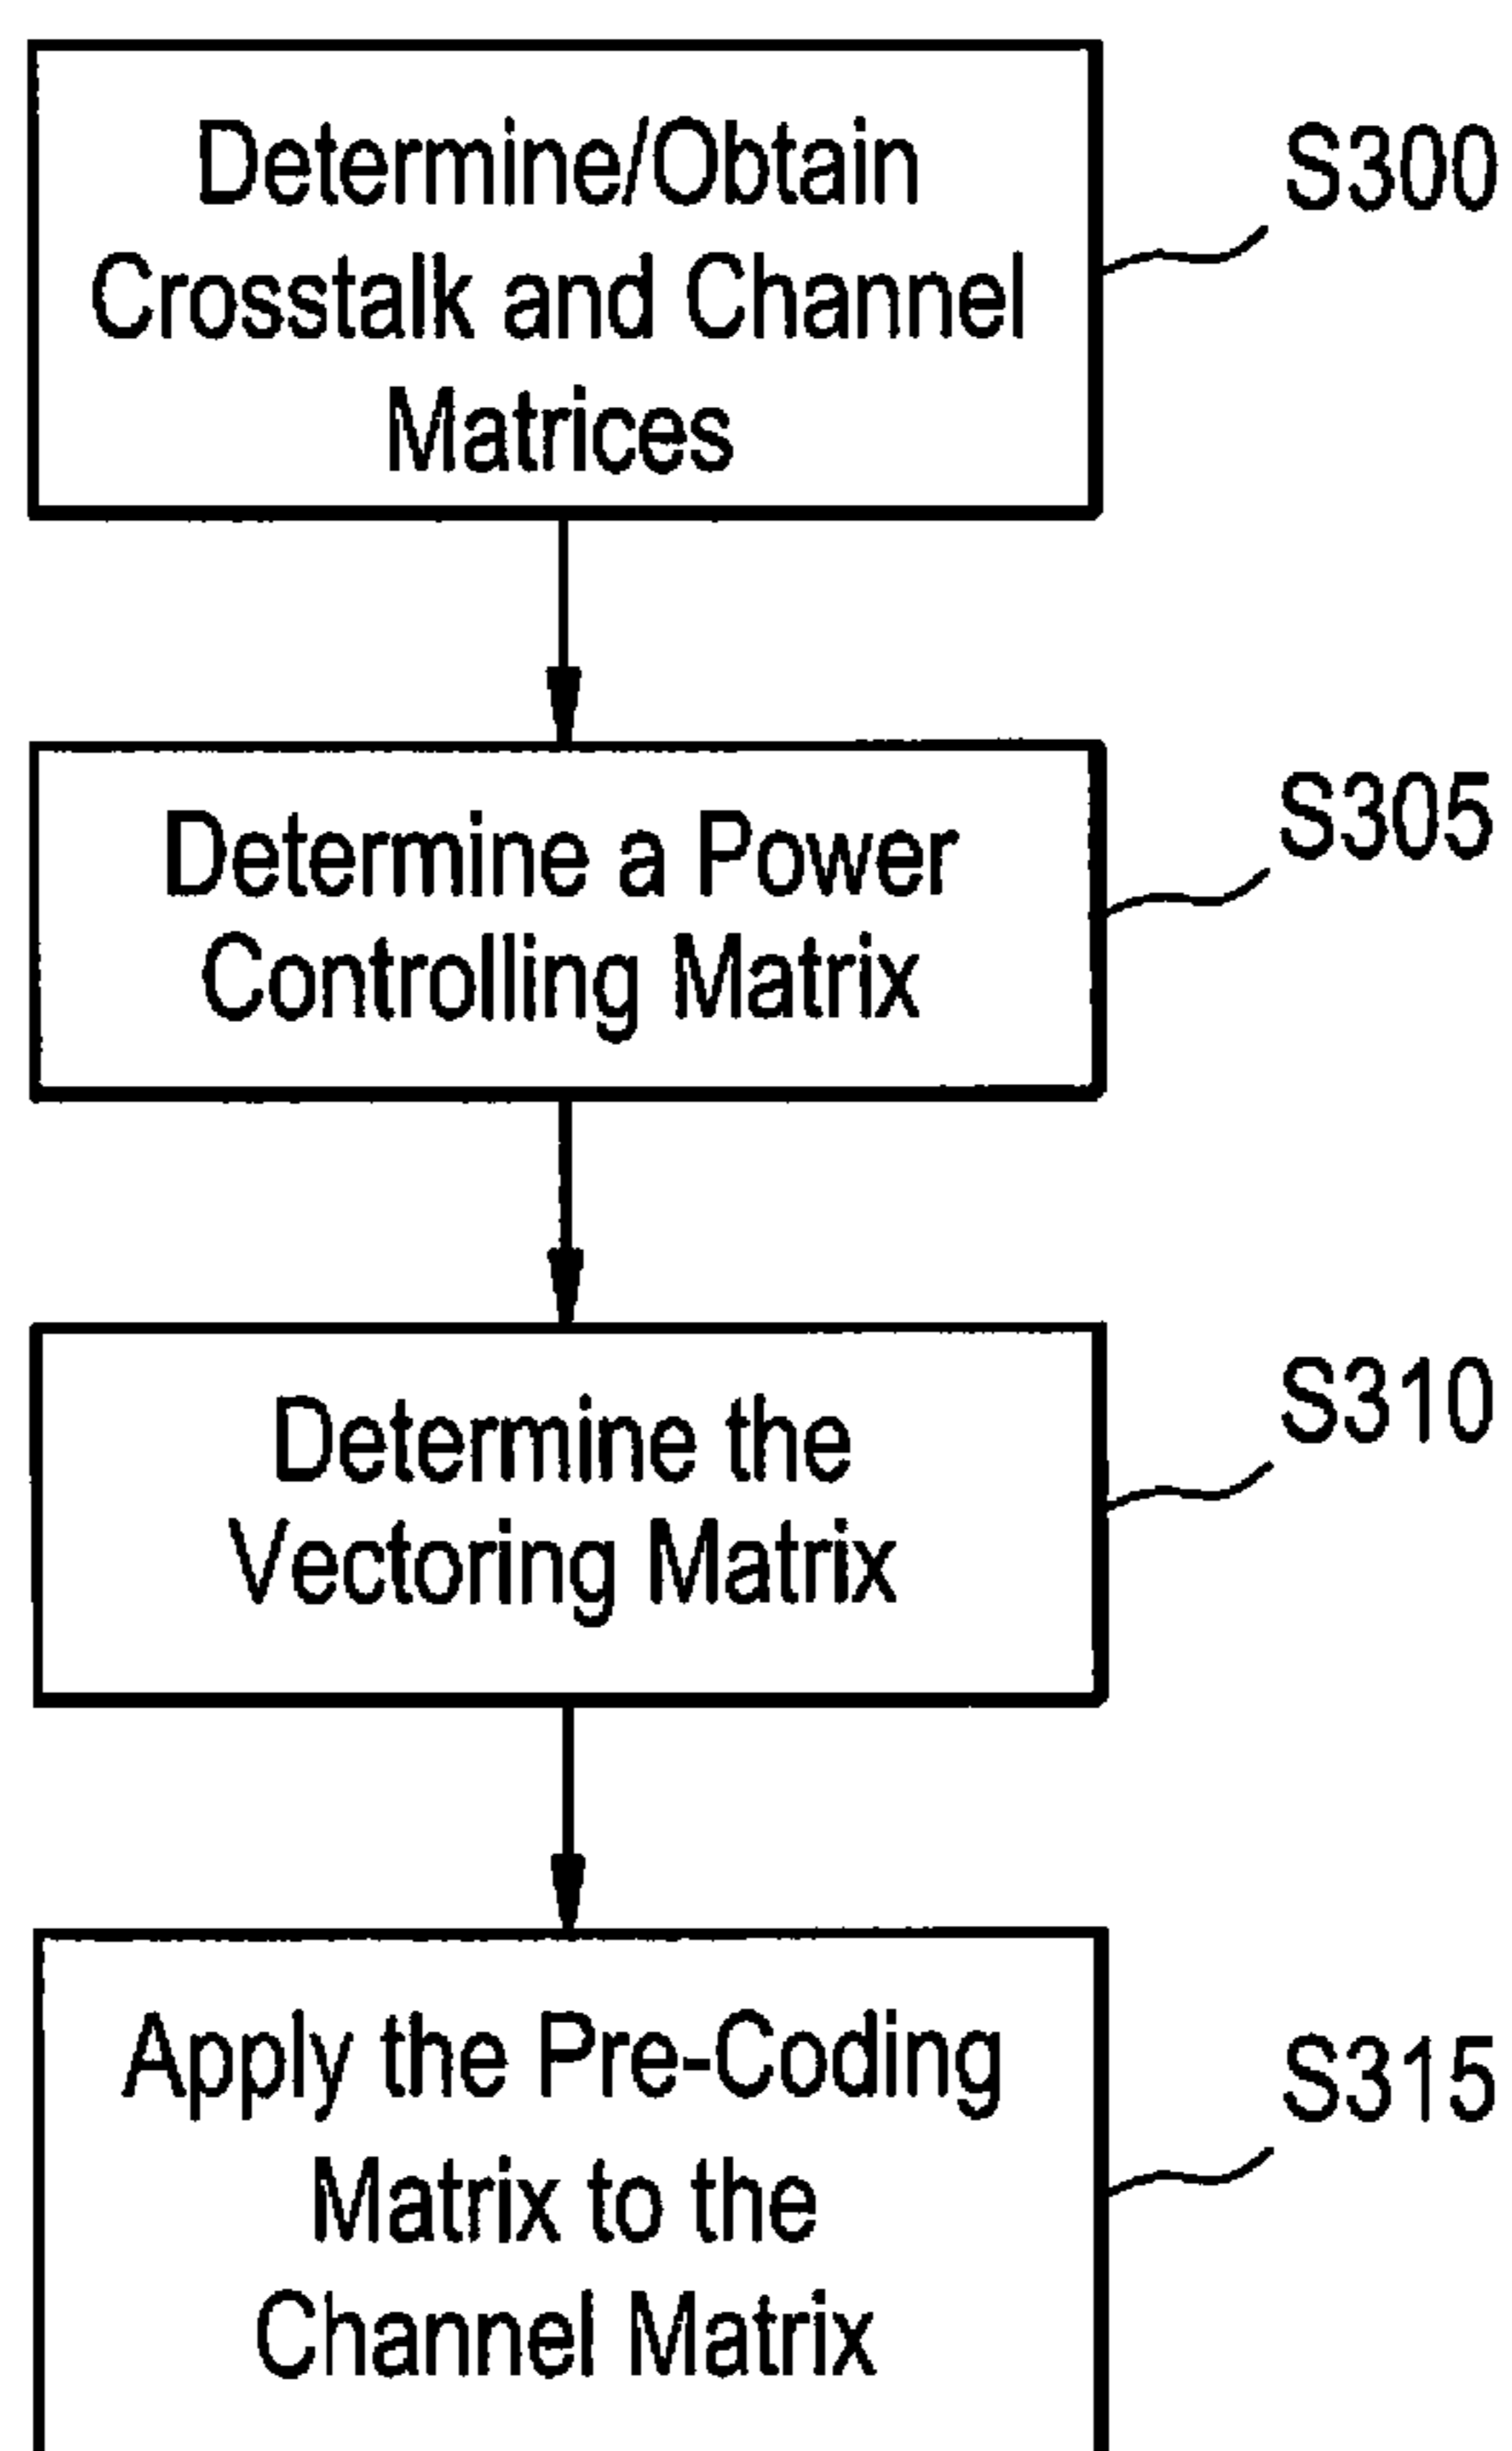 Determine/Obtain
Crosstalk and Channel
Matrices
S300
Determine a Power
Controlling Matrix
S305
Determine the
Vectoring Matrix
S310
Apply the Pre-Coding
Matrix to the
Channel Matrix
S315